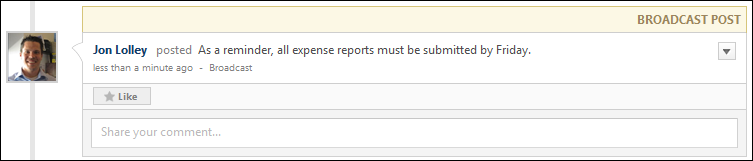 BROADCAST POST
Jon Lolley posted As a reminder, all expense reports must be submitted by Friday.
less than a minute ago - Broadcast
Like
Share your comment...